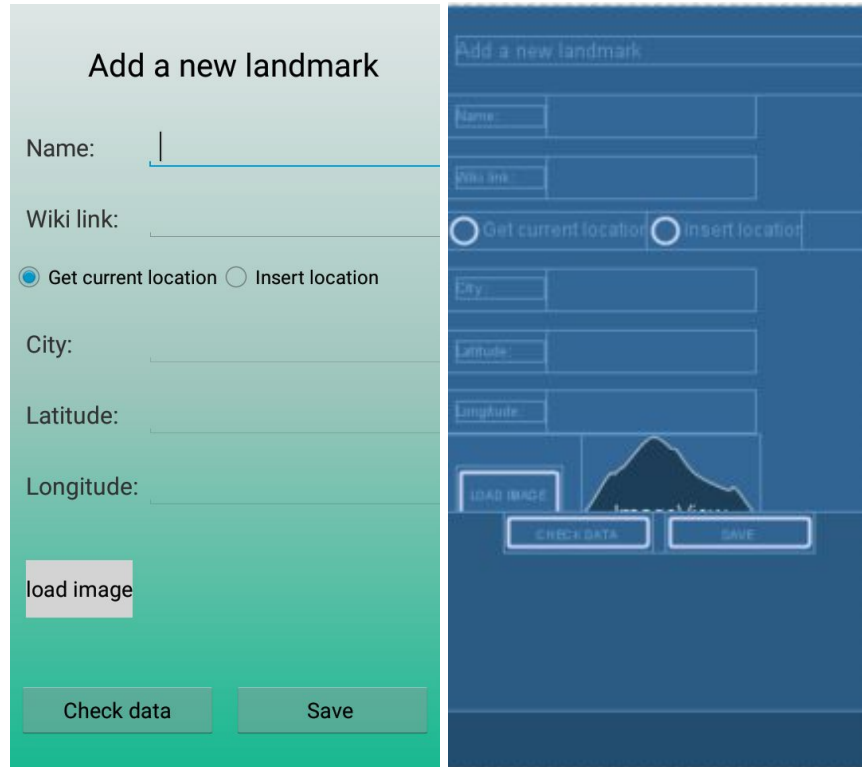 Add a new landmark
Name:
Wiki link:
Get current location Insert location
City:
Latitude:
Longitude:
load image
Check data Save
Add a new landmark
Name:
Wiki link:
Get current location Insert location
City:
Latitude:
Longitude:
LOAD IMAGE
ImageView
CHECK DATA SAVE